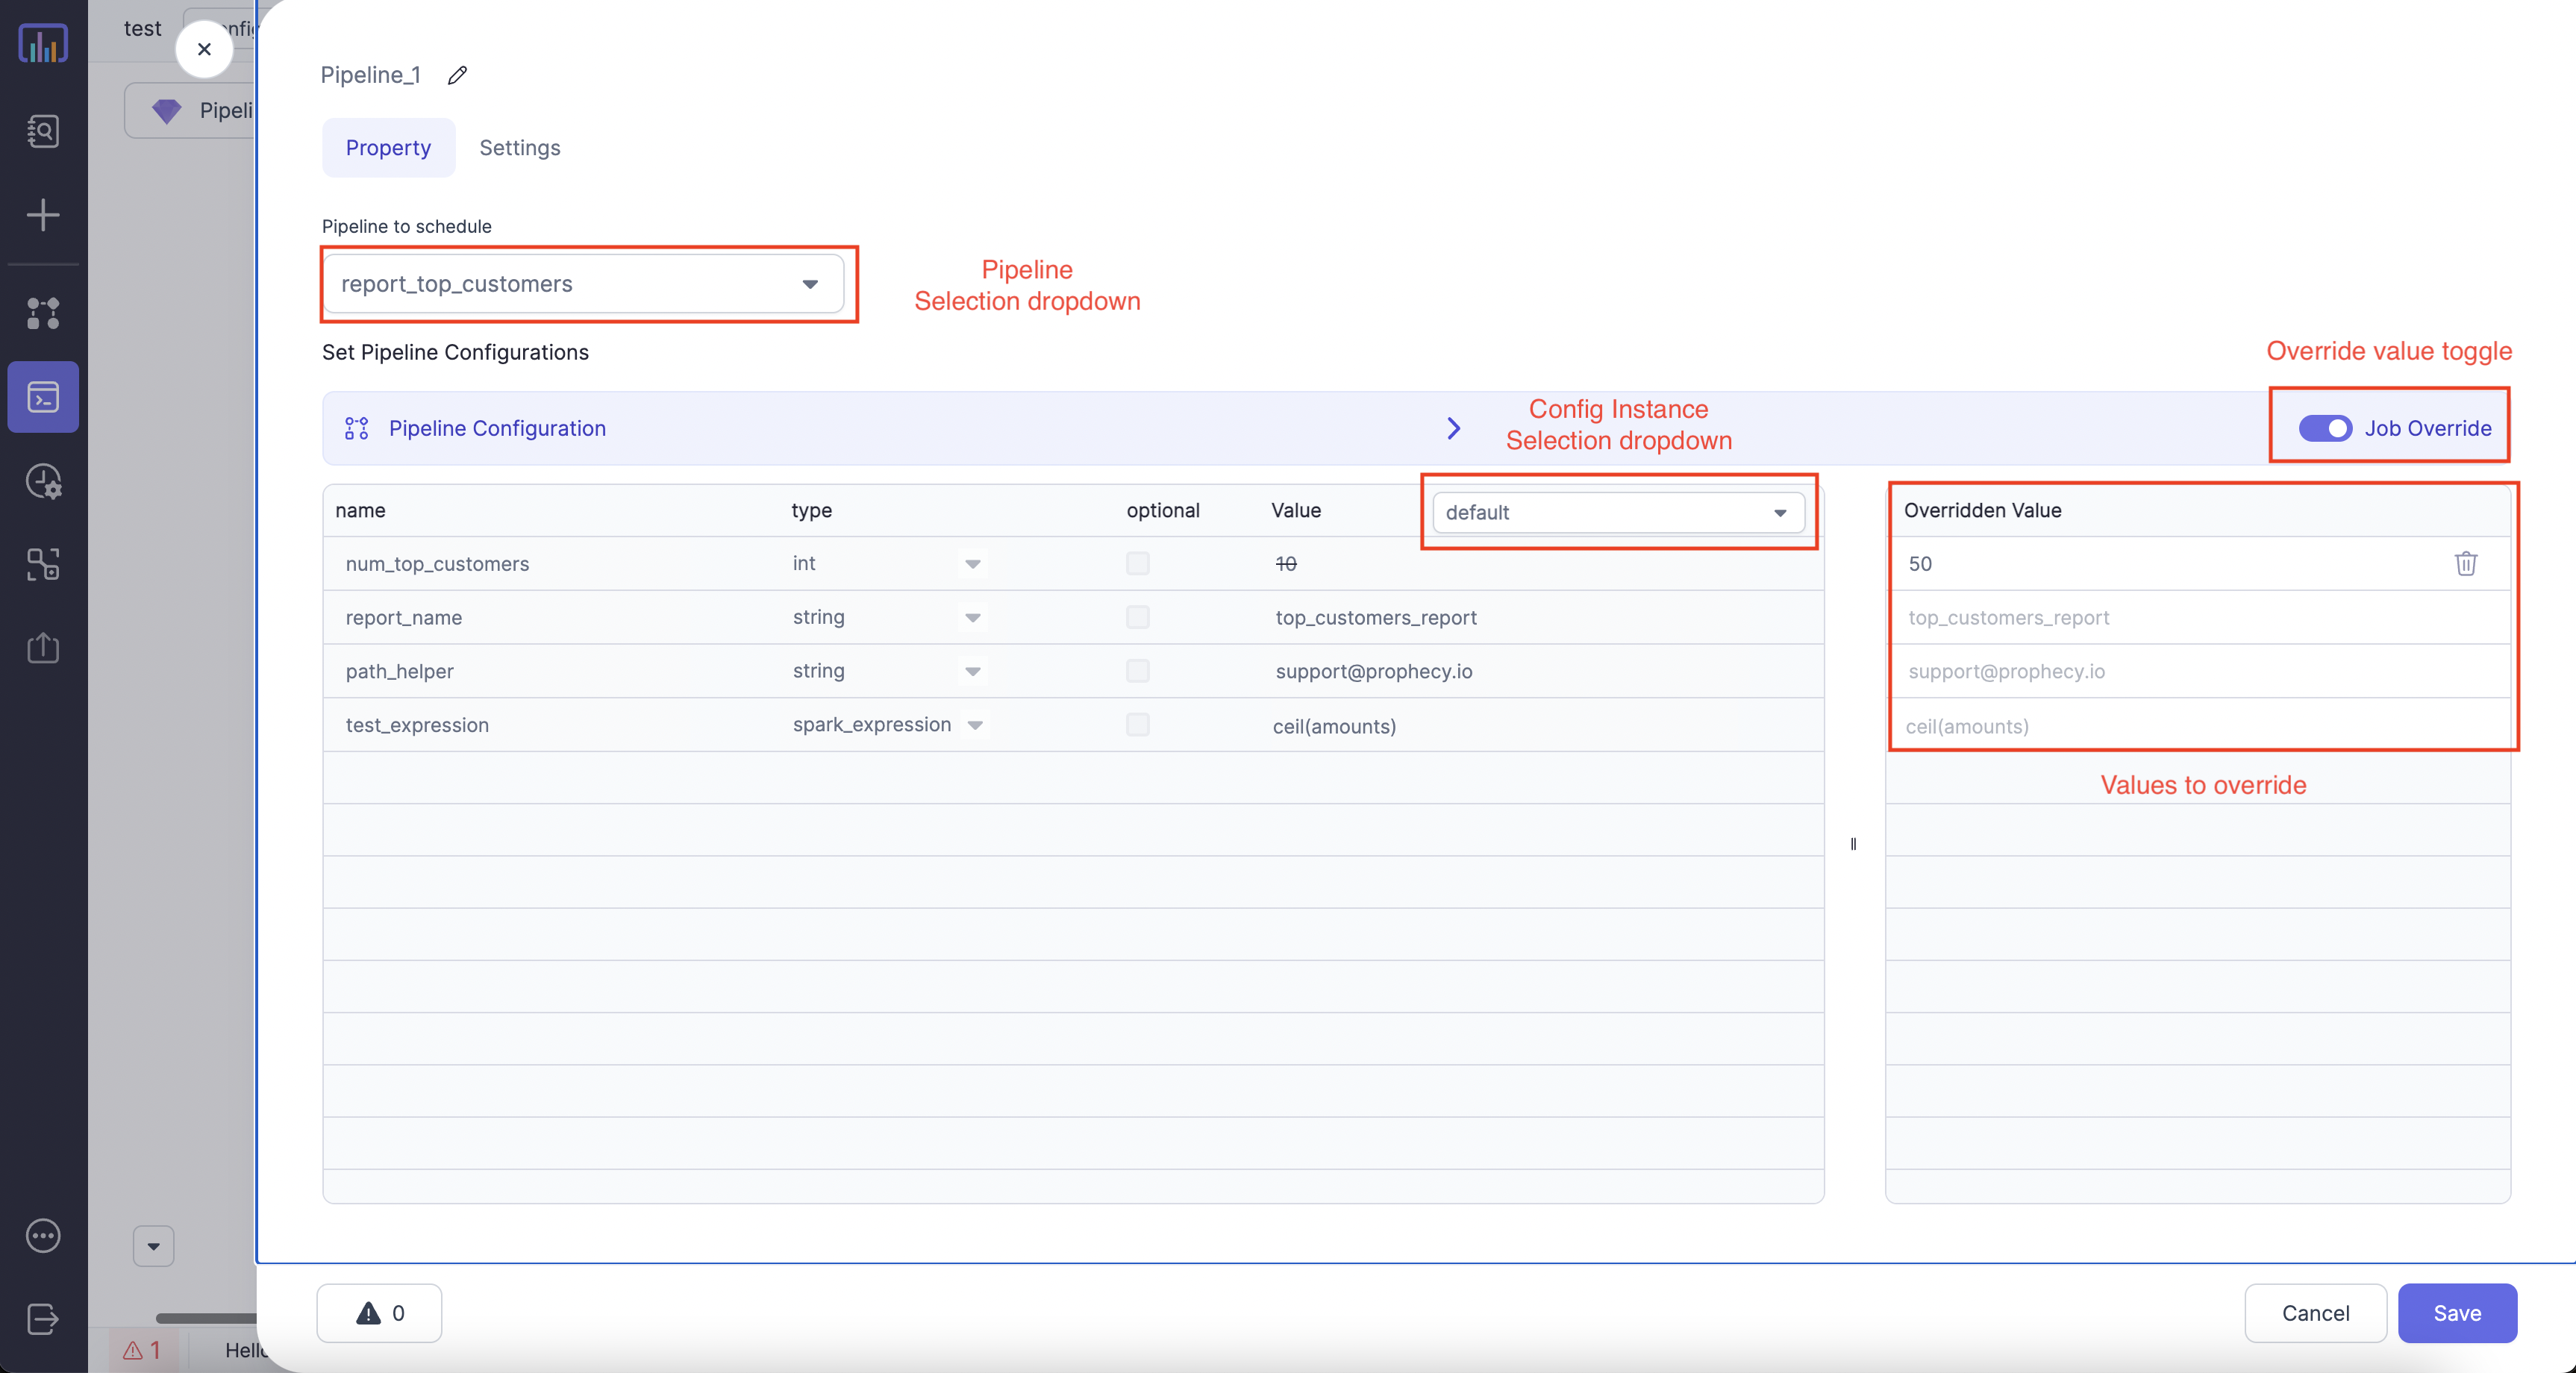 test
Pipeline_1
Property
Settings
Pipeline to schedule
report_top_customers
Pipeline
Selection dropdown
Set Pipeline Configurations
Override value toggle
Pipeline Configuration
Config Instance
Selection dropdown
Job Override
name type optional Value default Overridden Value
num_top_customers int 10 50
report_name string top_customers_report top_customers_report
path_helper string support@prophecy.io support@prophecy.io
test_expression spark_expression ceil(amounts) ceil(amounts)
Values to override
0
Cancel
Save
1